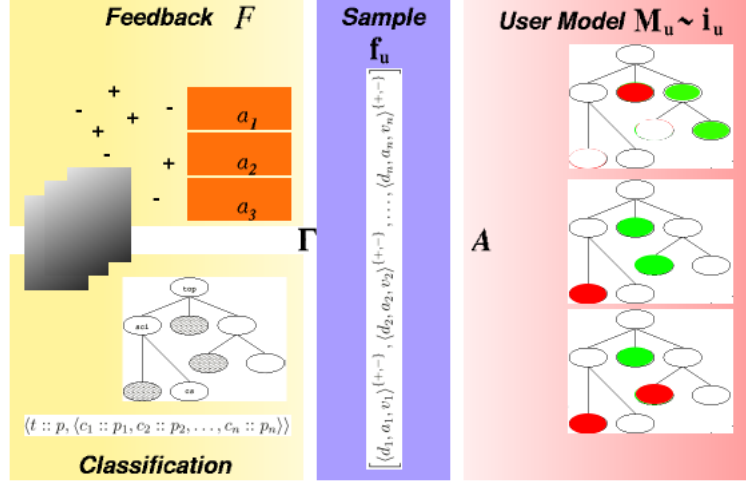 Feedback F
Sample
f_u
User Model M_u ~ i_u
+
- + -
+
- +
-
a_1
a_2
a_3
Γ
A
[⟨d_1, a_1, v_1⟩^{+,-}, ⟨d_2, a_2, v_2⟩^{+,-}, ..., ⟨d_n, a_n, v_n⟩^{+,-}]
top
sci
cs
⟨t :: p, ⟨c_1 :: p_1, c_2 :: p_2, ..., c_n :: p_n⟩⟩
Classification